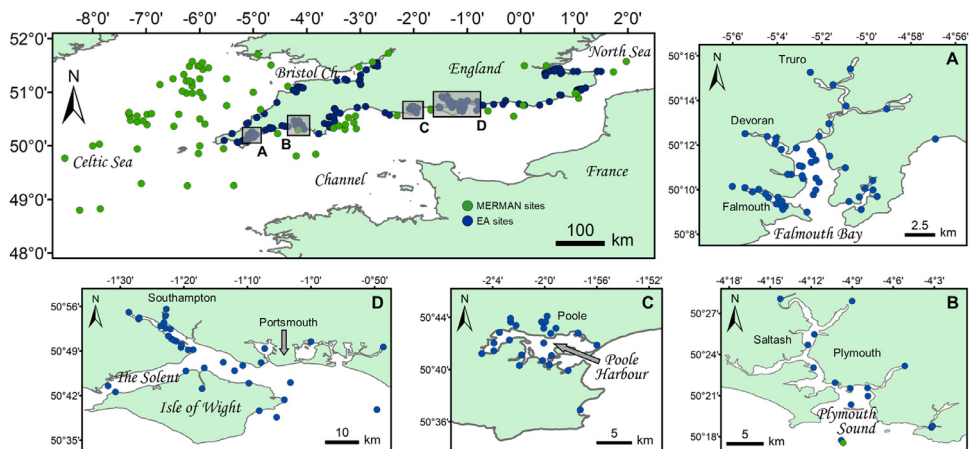 -8°0' -7°0' -6°0' -5°0' -4°0' -3°0' -2°0' -1°0' 0°0' 1°0' 2°0'
52°0'
51°0'
50°0'
49°0'
48°0'
N
Bristol Ch.
England
North Sea
Celtic Sea
A
B
C
D
Channel
France
MERMAN sites
EA sites
100 km
-5°6' -5°4' -5°2' -5°1' -4°58' -4°56'
50°16'
50°14'
50°12'
50°10'
50°8'
A
N
Truro
Devoran
Falmouth
Falmouth Bay
2.5 km
-1°30' -1°20' -1°10' -1°0' -0°50'
50°56'
50°49'
50°42'
50°35'
D
N
Southampton
Portsmouth
The Solent
Isle of Wight
10 km
-2°4' -2°0' -1°56' -1°52'
50°44'
50°40'
50°36'
C
N
Poole
Poole
Harbour
5 km
-4°18' -4°16' -4°12' -4°9' -4°6' -4°3'
50°27'
50°24'
50°21'
50°18'
B
N
Saltash
Plymouth
Plymouth
Sound
5 km